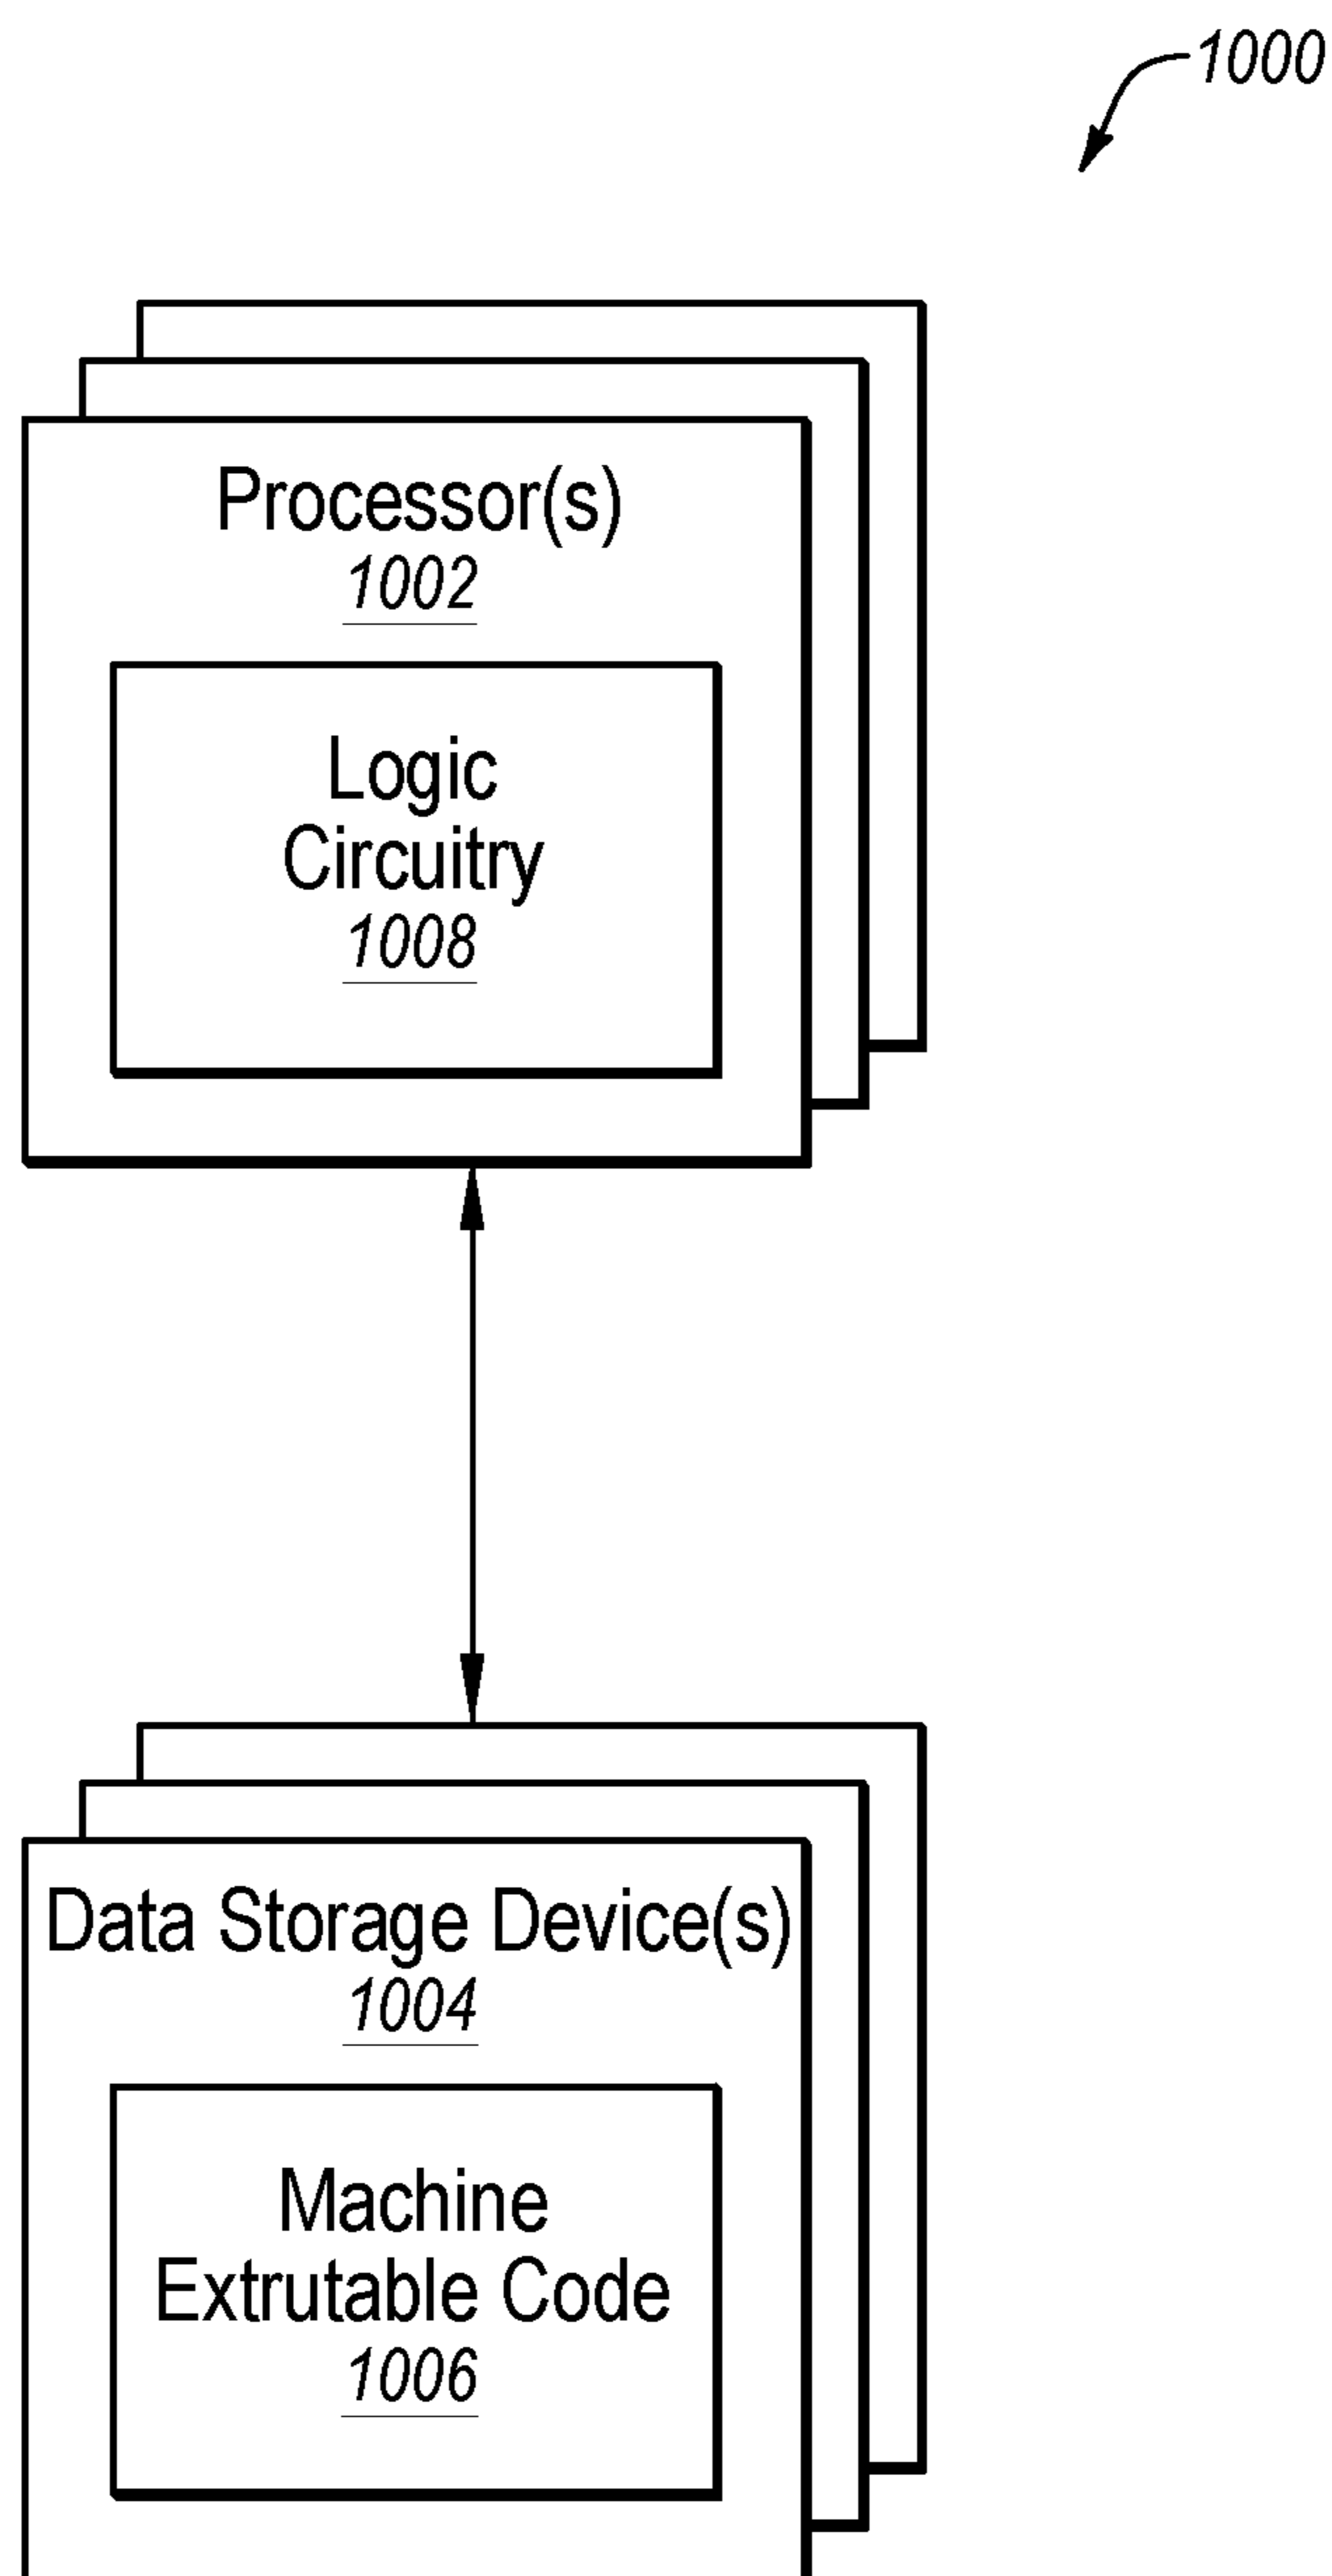 1000
Processor(s)
1002
Logic
Circuitry
1008
Data Storage Device(s)
1004
Machine
Extrutable Code
1006